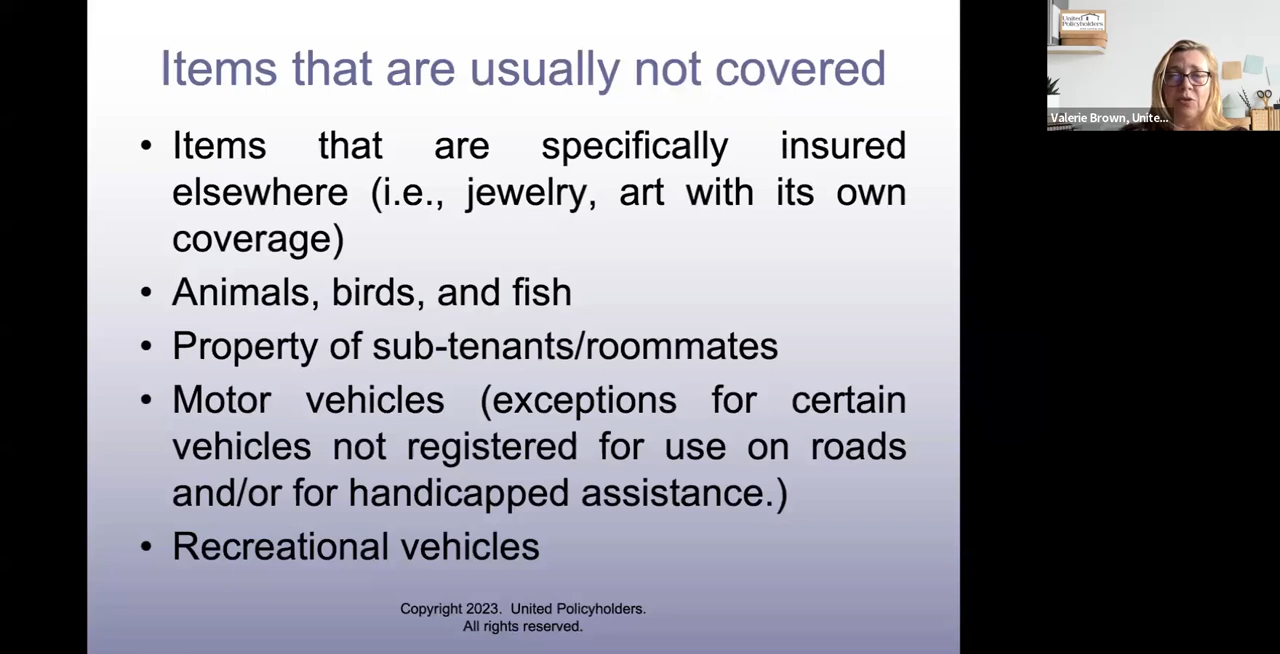 Items that are usually not covered
• Items that are specifically insured
elsewhere (i.e., jewelry, art with its own
coverage)
• Animals, birds, and fish
• Property of sub-tenants/roommates
• Motor vehicles (exceptions for certain
vehicles not registered for use on roads
and/or for handicapped assistance.)
• Recreational vehicles
Copyright 2023. United Policyholders.
All rights reserved.
United
Policyholders
Valerie Brown, Unite...